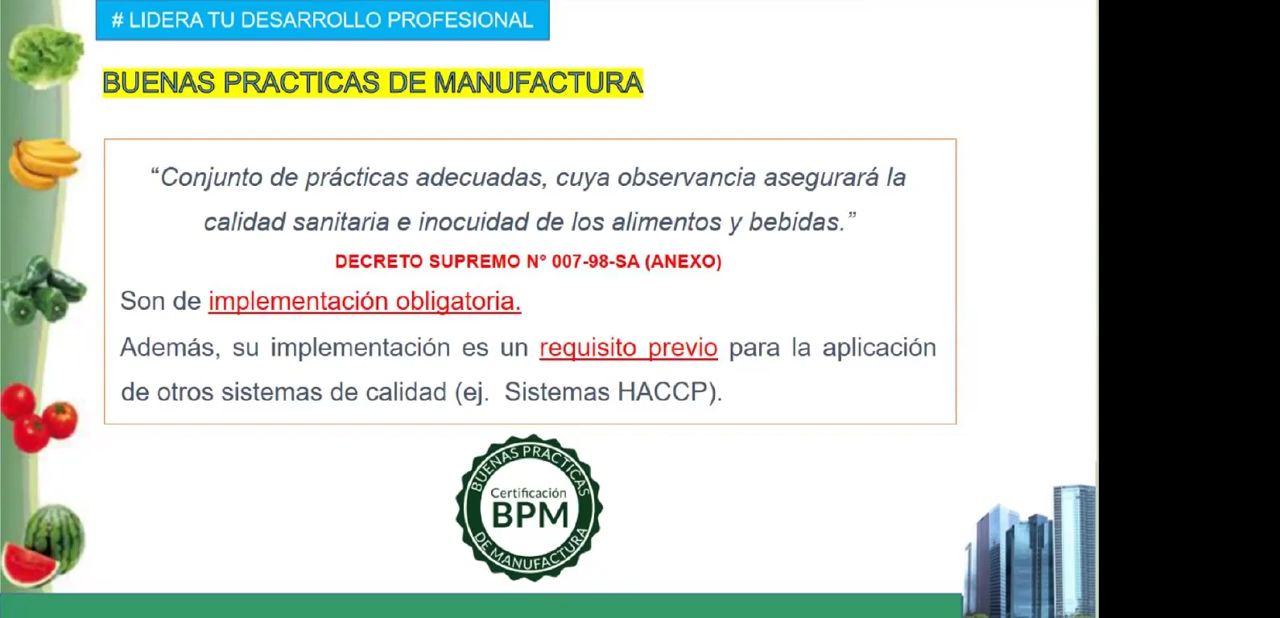 # LIDERA TU DESARROLLO PROFESIONAL
BUENAS PRACTICAS DE MANUFACTURA
“Conjunto de prácticas adecuadas, cuya observancia asegurará la
calidad sanitaria e inocuidad de los alimentos y bebidas.”
DECRETO SUPREMO N° 007-98-SA (ANEXO)
Son de implementación obligatoria.
Además, su implementación es un requisito previo para la aplicación
de otros sistemas de calidad (ej. Sistemas HACCP).
BUENAS PRACTICAS
Certificación
BPM
DE MANUFACTURA